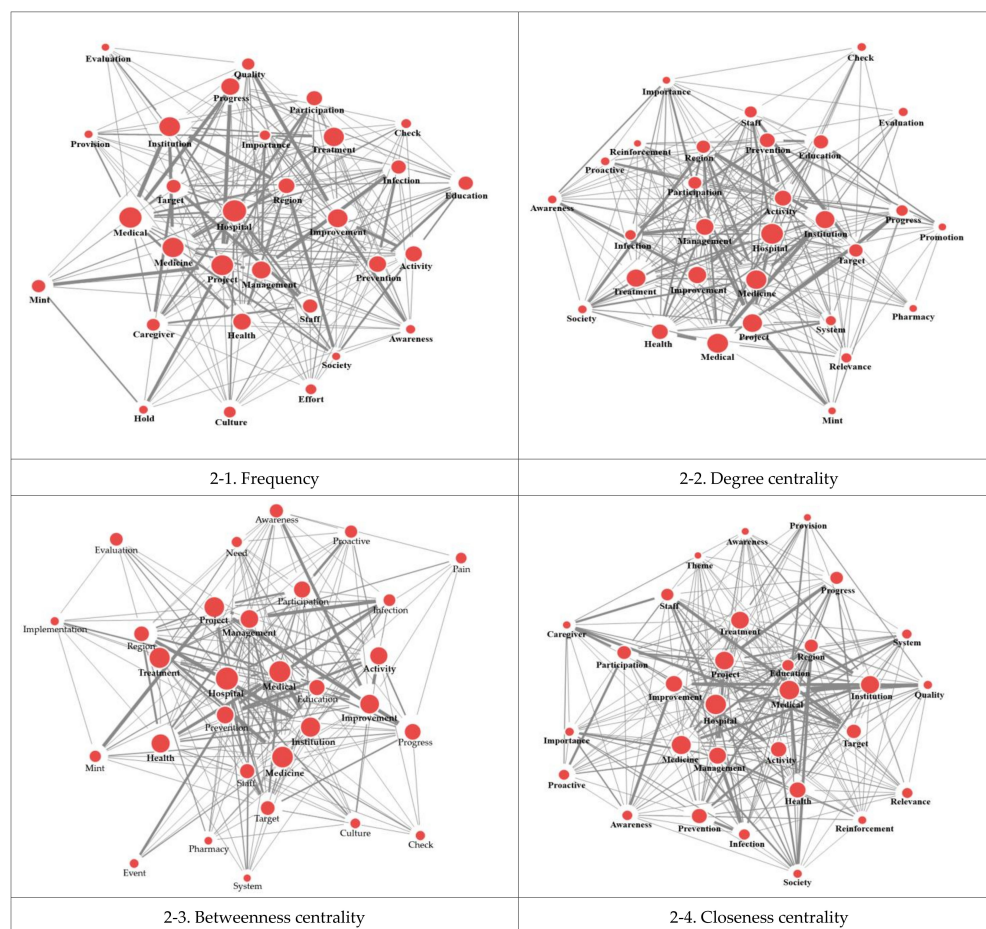 Evaluation
Quality
Progress
Participation
Provision
Institution
Importance
Treatment
Check
Infection
Education
Target
Region
Medical
Hospital
Improvement
Medicine
Project
Management
Prevention
Activity
Mint
Caregiver
Health
Staff
Awareness
Society
Effort
Hold
Culture
2-1. Frequency
Check
Importance
Staff
Evaluation
Reinforcement
Region
Prevention
Education
Proactive
Participation
Awareness
Activity
Progress
Infection
Management
Hospital
Institution
Promotion
Target
Treatment
Improvement
Medicine
Society
Pharmacy
Health
Medical
Project
System
Relevance
Mint
2-2. Degree centrality
Awareness
Evaluation
Need
Proactive
Pain
Participation
Infection
Implementation
Project
Management
Region
Treatment
Activity
Hospital
Medical
Education
Improvement
Prevention
Institution
Progress
Health
Medicine
Mint
Staff
Target
Culture
Check
Pharmacy
Event
System
2-3. Betweenness centrality
Provision
Awareness
Theme
Progress
Staff
Caregiver
Treatment
System
Participation
Region
Project
Education
Improvement
Medical
Institution
Quality
Hospital
Importance
Target
Medicine
Management
Activity
Proactive
Health
Relevance
Awareness
Prevention
Reinforcement
Infection
Society
2-4. Closeness centrality